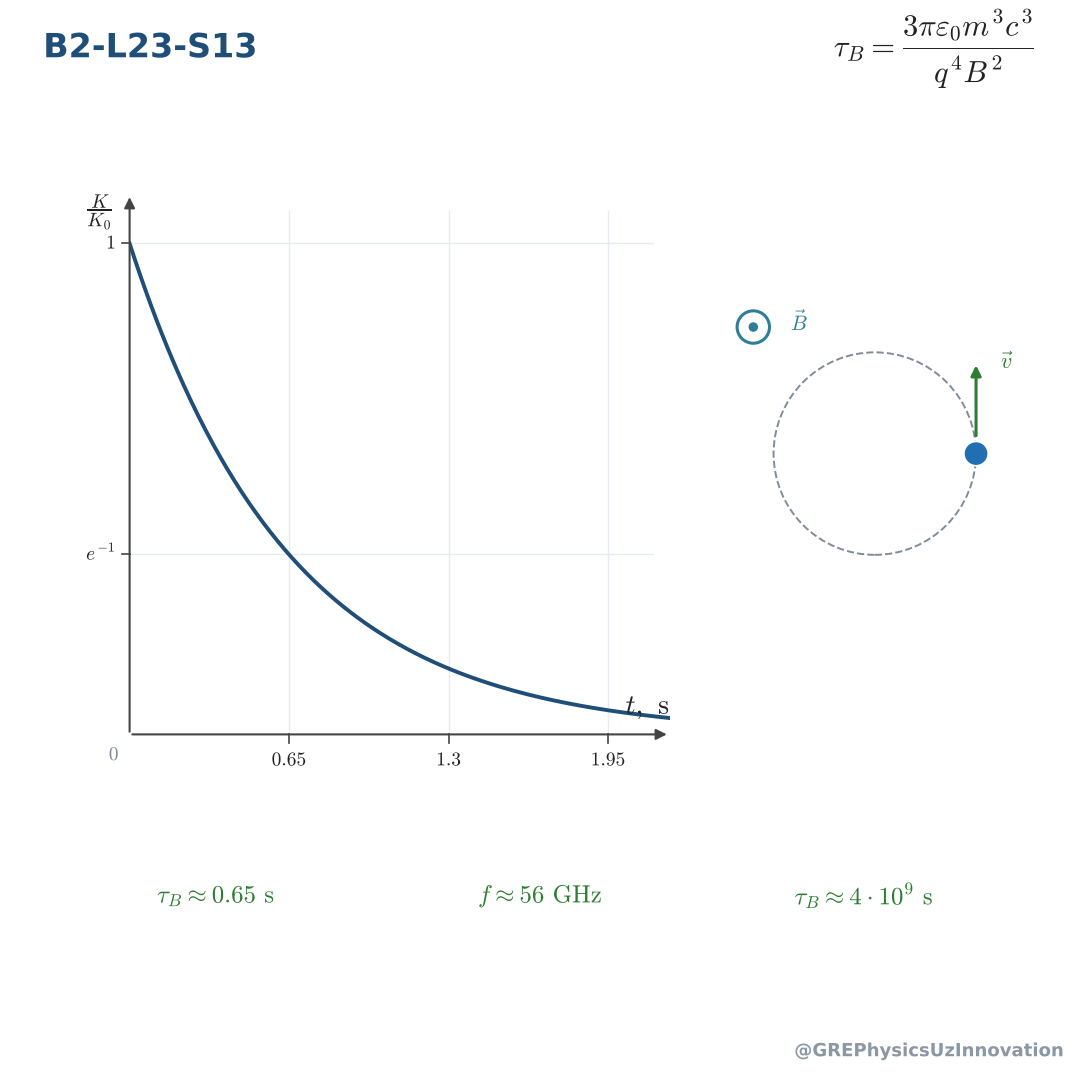 B2-L23-S13
τ_B = 3πε₀m³c³ / q⁴B²
K/K₀
1
e⁻¹
0
0.65
1.3
1.95
t, s
B⃗
v⃗
τ_B ≈ 0.65 s
f ≈ 56 GHz
τ_B ≈ 4 · 10⁹ s
@GREPhysicsUzInnovation